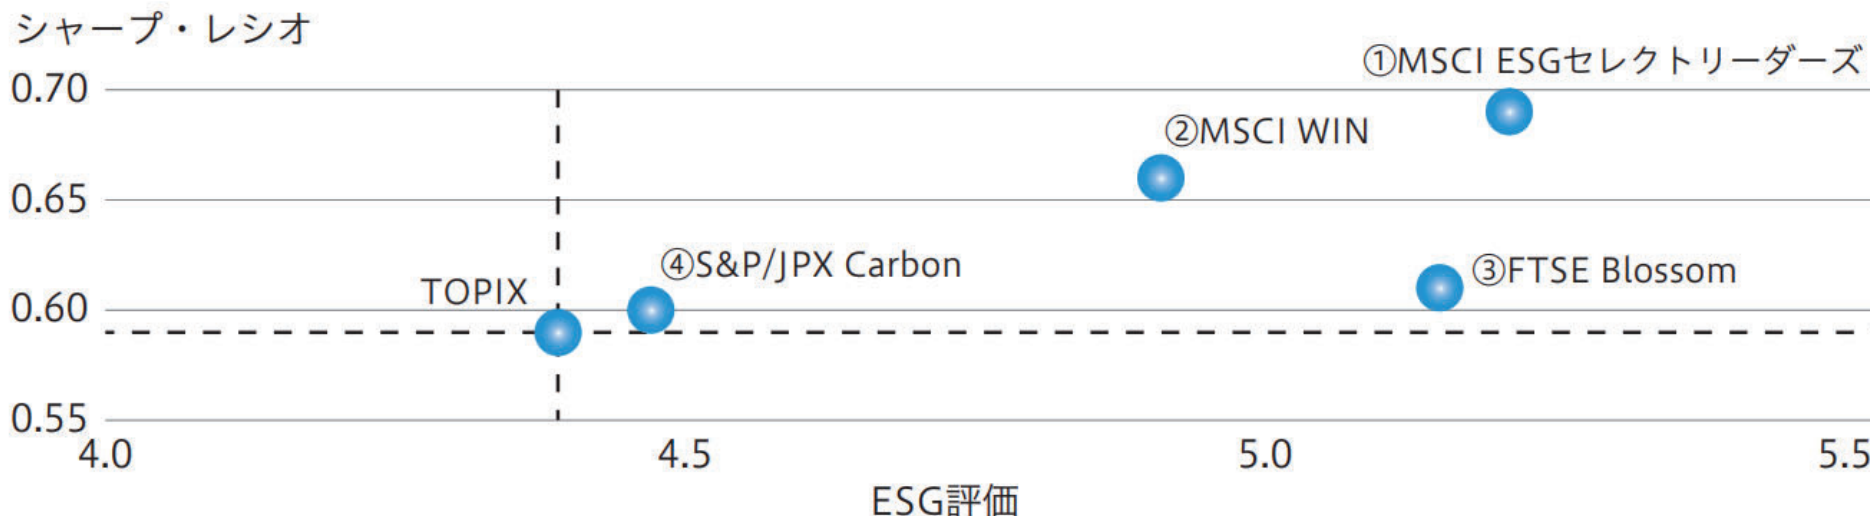 シャープ・レシオ
①MSCI ESGセレクトリーダーズ
0.70
②MSCI WIN
0.65
④S&P/JPX Carbon
③FTSE Blossom
TOPIX
0.60
0.55
4.0
4.5
5.0
5.5
ESG評価